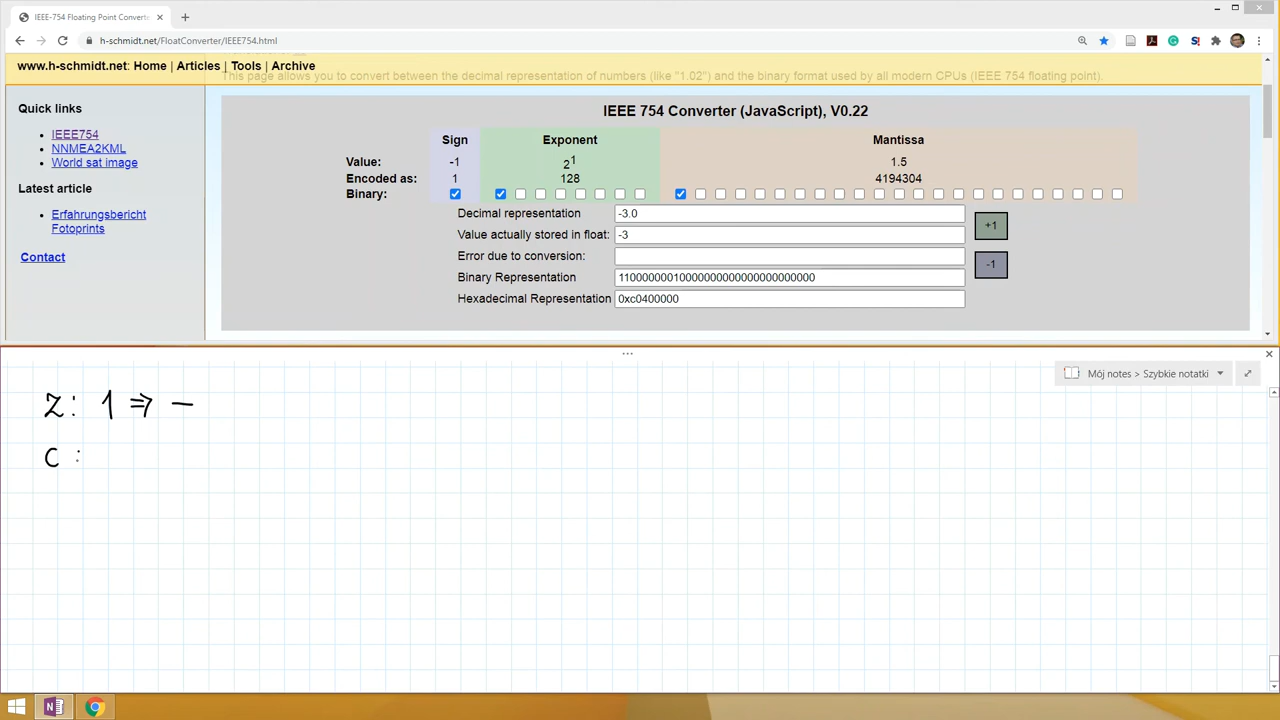 IEEE-754 Floating Point Converte
h-schmidt.net/FloatConverter/IEEE754.html
www.h-schmidt.net: Home | Articles | Tools | Archive
This page allows you to convert between the decimal representation of numbers (like "1.02") and the binary format used by all modern CPUs (IEEE 754 floating point).
Quick links
IEEE754
NNMEA2KML
World sat image
Latest article
Erfahrungsbericht
Fotoprints
Contact
IEEE 754 Converter (JavaScript), V0.22
Sign Exponent Mantissa
Value: -1 2^1 1.5
Encoded as: 1 128 4194304
Binary:
Decimal representation -3.0
Value actually stored in float: -3
Error due to conversion:
Binary Representation 11000000010000000000000000000000
Hexadecimal Representation 0xc0400000
+1
-1
Mój notes > Szybkie notatki
z: 1 ⇒ −
C :